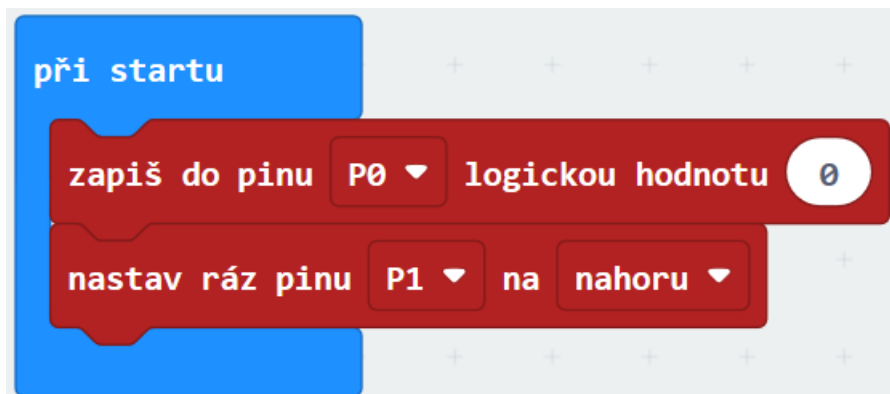 při startu
zapiš do pinu P0 logickou hodnotu 0
nastav ráz pinu P1 na nahoru